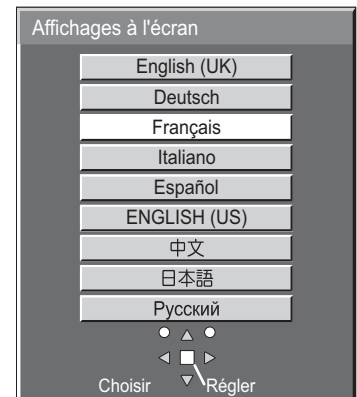 Affichages à l'écran
English (UK)
Deutsch
Français
Italiano
Español
ENGLISH (US)
中文
日本語
Русский
Choisir Régler